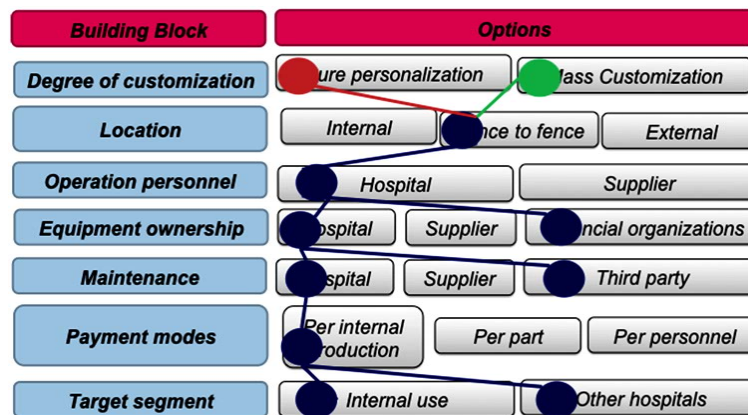 Building Block
Options
Degree of customization
ure personalization
ass Customization
Location
Internal
nce to fence
External
Operation personnel
Hospital
Supplier
Equipment ownership
ospital
Supplier
ncial organizations
Maintenance
spital
Supplier
Third party
Payment modes
Per internal
roduction
Per part
Per personnel
Target segment
Internal use
Other hospitals